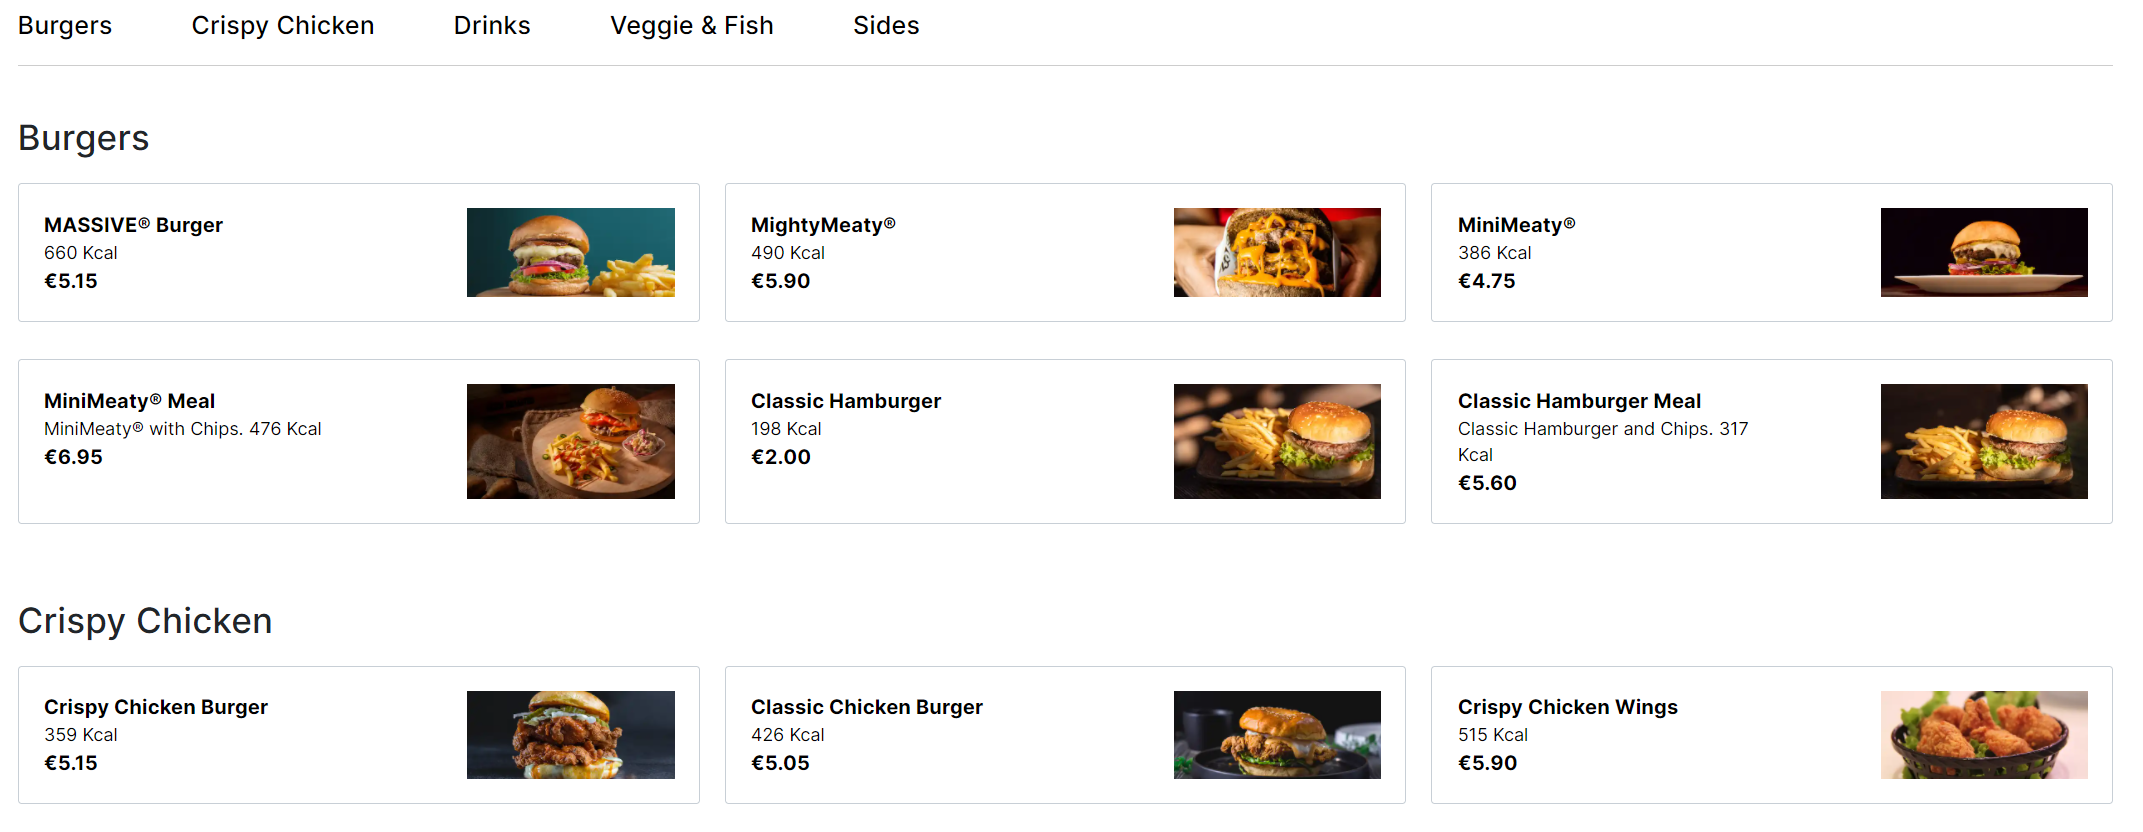 Burgers
Crispy Chicken
Drinks
Veggie & Fish
Sides
Burgers
MASSIVE® Burger
660 Kcal
€5.15
MightyMeaty®
490 Kcal
€5.90
MiniMeaty®
386 Kcal
€4.75
MiniMeaty® Meal
MiniMeaty® with Chips. 476 Kcal
€6.95
Classic Hamburger
198 Kcal
€2.00
Classic Hamburger Meal
Classic Hamburger and Chips. 317
Kcal
€5.60
Crispy Chicken
Crispy Chicken Burger
359 Kcal
€5.15
Classic Chicken Burger
426 Kcal
€5.05
Crispy Chicken Wings
515 Kcal
€5.90